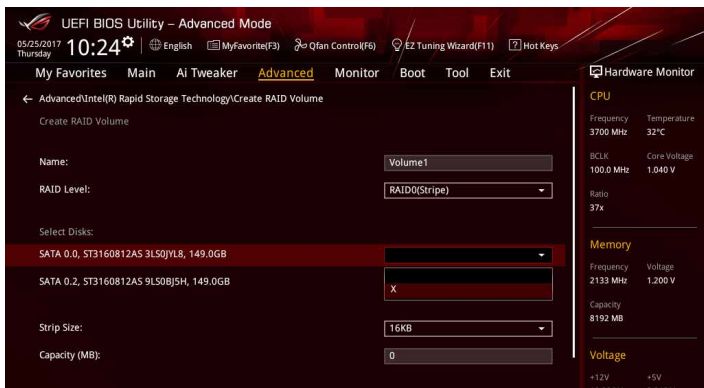 UEFI BIOS Utility – Advanced Mode
05/25/2017
Thursday
10:24
English
MyFavorite(F3)
Qfan Control(F6)
EZ Tuning Wizard(F11)
? Hot Keys
My Favorites Main Ai Tweaker Advanced Monitor Boot Tool Exit
Hardware Monitor
← Advanced\Intel(R) Rapid Storage Technology\Create RAID Volume
Create RAID Volume
Name: Volume1
RAID Level: RAID0(Stripe)
Select Disks:
SATA 0.0, ST3160812AS 3LS0JYL8, 149.0GB
SATA 0.2, ST3160812AS 9LS0BJ5H, 149.0GB
X
Strip Size: 16KB
Capacity (MB): 0
CPU
Frequency Temperature
3700 MHz 32°C
BCLK Core Voltage
100.0 MHz 1.040 V
Ratio
37x
Memory
Frequency Voltage
2133 MHz 1.200 V
Capacity
8192 MB
Voltage
+12V +5V